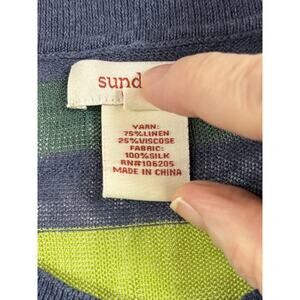 sund
YARN:
75%LINEN
25%VISCOSE
FABRIC:
100%SILK
RN#106205
MADE IN CHINA